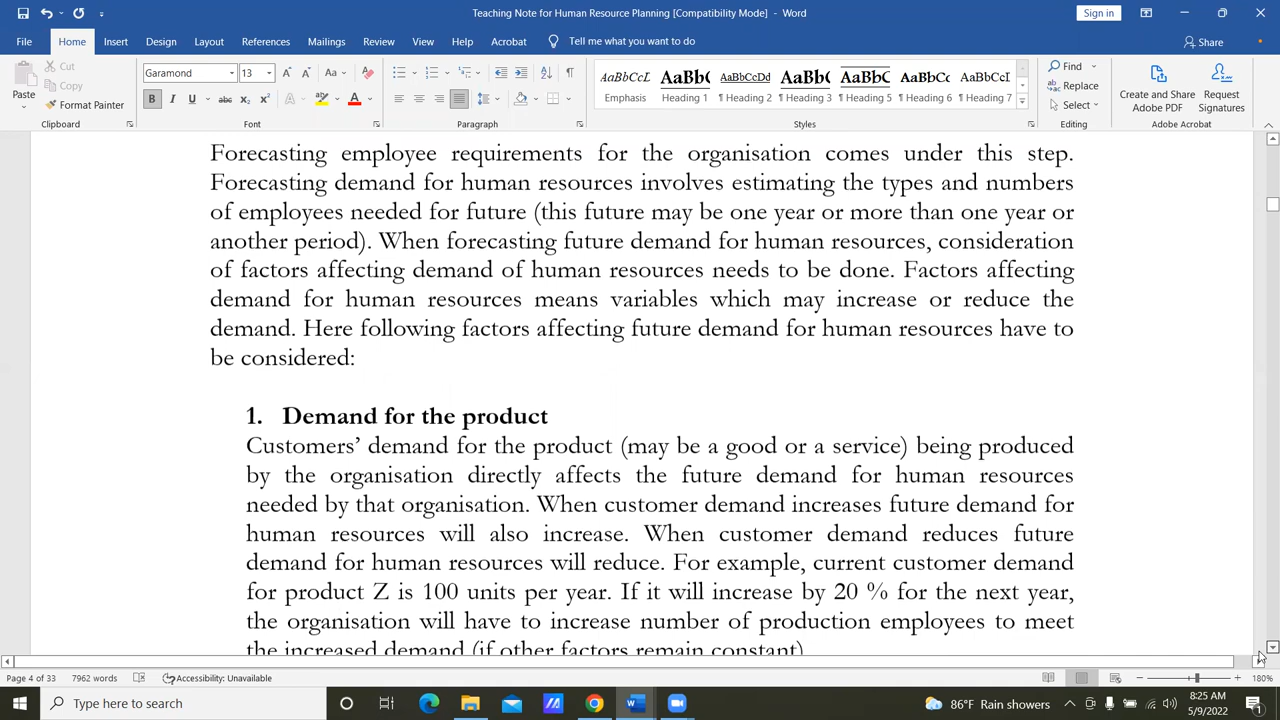 Teaching Note for Human Resource Planning [Compatibility Mode] - Word
Sign in
File Home Insert Design Layout References Mailings Review View Help Acrobat Tell me what you want to do Share
Paste
Cut
Copy
Format Painter
Clipboard
Garamond 13
Font
Paragraph
AaBbCcL AaBb( AaBbCcDd AaBb( AaBbC AaBbCc AaBbCc
Emphasis Heading 1 ¶ Heading 2 ¶ Heading 3 ¶ Heading 5 ¶ Heading 6 ¶ Heading 7
Styles
Find
Replace
Select
Editing
Create and Share Adobe PDF
Request Signatures
Adobe Acrobat
Forecasting employee requirements for the organisation comes under this step.
Forecasting demand for human resources involves estimating the types and numbers
of employees needed for future (this future may be one year or more than one year or
another period). When forecasting future demand for human resources, consideration
of factors affecting demand of human resources needs to be done. Factors affecting
demand for human resources means variables which may increase or reduce the
demand. Here following factors affecting future demand for human resources have to
be considered:
1. Demand for the product
Customers’ demand for the product (may be a good or a service) being produced
by the organisation directly affects the future demand for human resources
needed by that organisation. When customer demand increases future demand for
human resources will also increase. When customer demand reduces future
demand for human resources will reduce. For example, current customer demand
for product Z is 100 units per year. If it will increase by 20 % for the next year,
the organisation will have to increase number of production employees to meet
the increased demand (if other factors remain constant).
Page 4 of 33 7962 words Accessibility: Unavailable 180%
Type here to search
86°F Rain showers
8:25 AM
5/9/2022